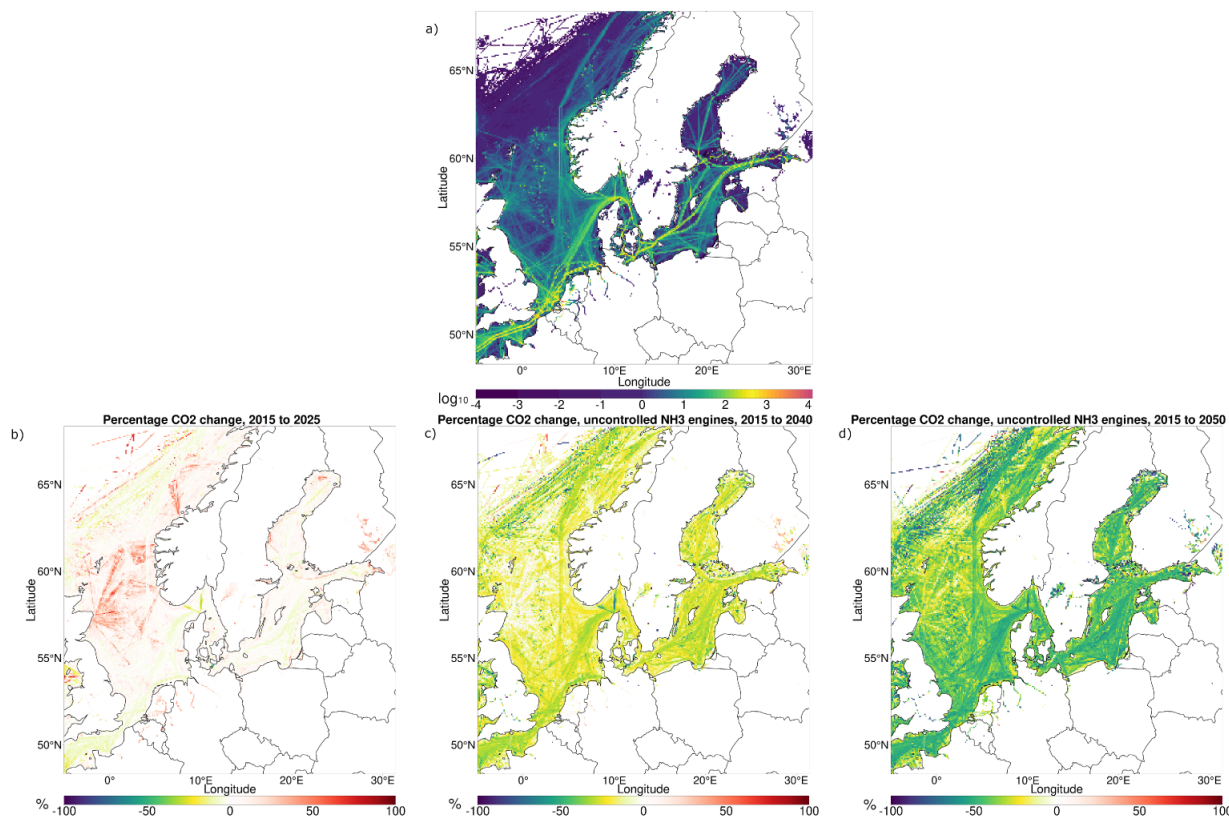 a)
65°N
60°N
55°N
50°N
Latitude
0° 10°E 20°E 30°E
Longitude
log₁₀ -4 -3 -2 -1 0 1 2 3 4
b) Percentage CO2 change, 2015 to 2025
65°N
60°N
55°N
50°N
Latitude
0° 10°E 20°E 30°E
Longitude
% -100 -50 0 50 100
c) Percentage CO2 change, uncontrolled NH3 engines, 2015 to 2040
65°N
60°N
55°N
50°N
Latitude
0° 10°E 20°E 30°E
Longitude
% -100 -50 0 50 100
d) Percentage CO2 change, uncontrolled NH3 engines, 2015 to 2050
65°N
60°N
55°N
50°N
Latitude
0° 10°E 20°E 30°E
Longitude
% -100 -50 0 50 100